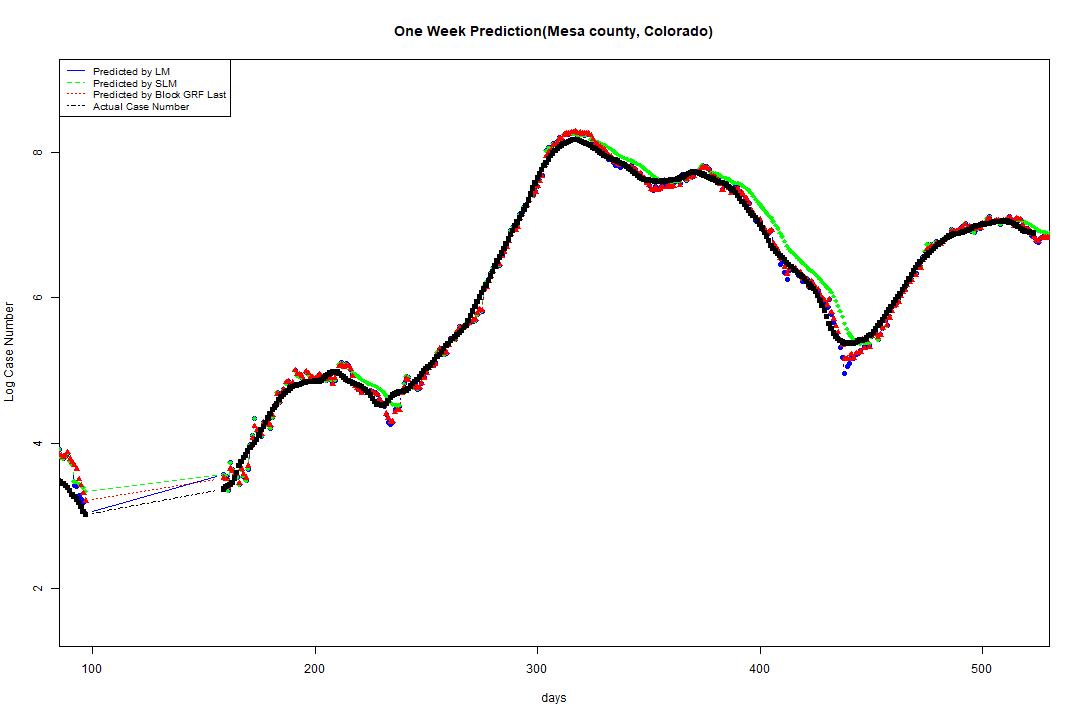 One Week Prediction(Mesa county, Colorado)
Predicted by LM
Predicted by SLM
Predicted by Block GRF Last
Actual Case Number
Log Case Number
8
6
4
2
100 200 300 400 500
days